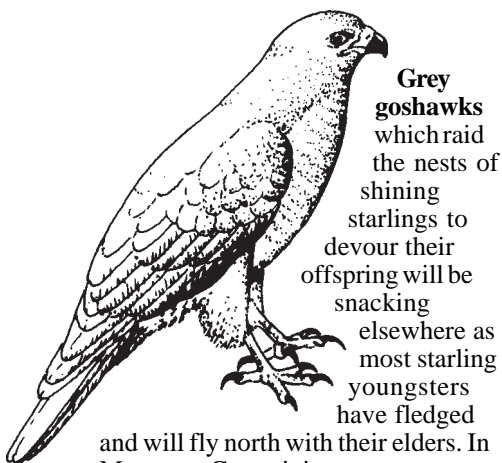 Grey
goshawks
which raid
the nests of
shining
starlings to
devour their
offspring will be
snacking
elsewhere as
most starling
youngsters
have fledged
and will fly north with their elders. In